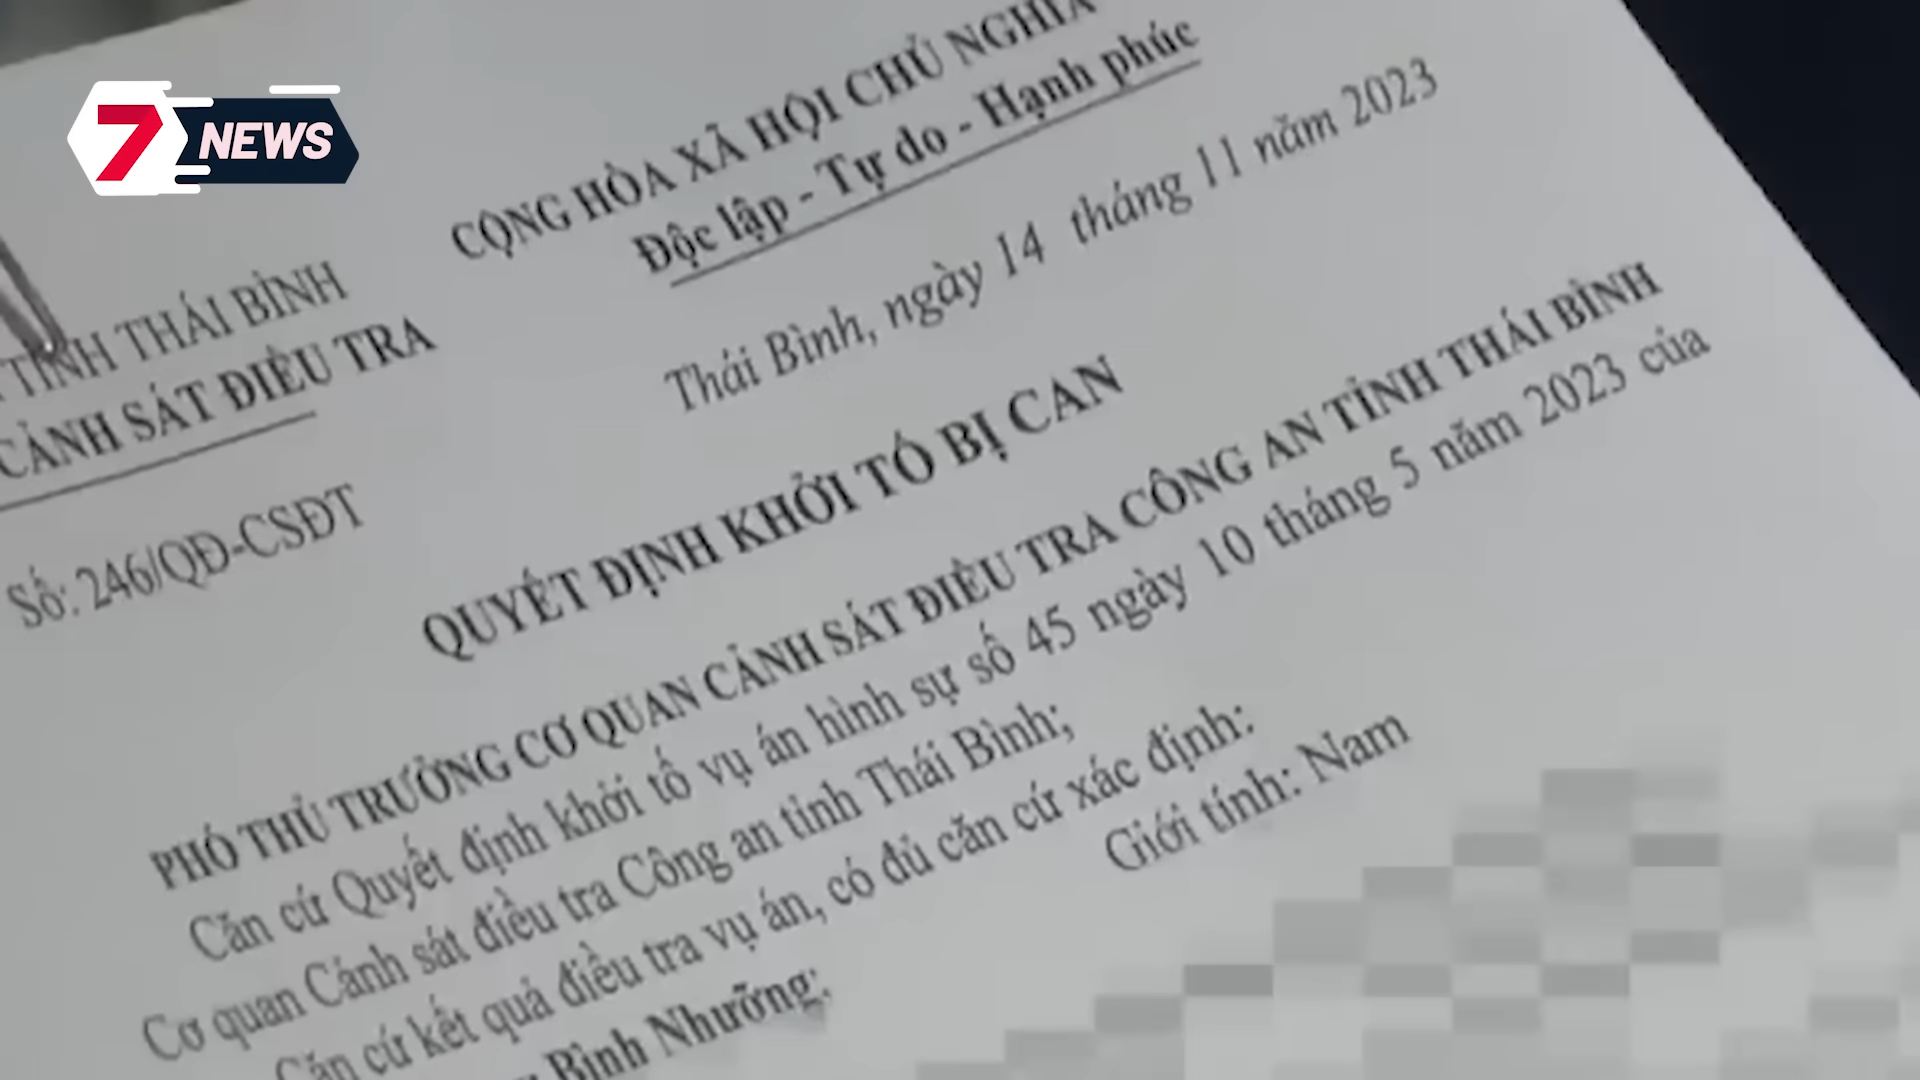 7 NEWS
CỘNG HÒA XÃ HỘI CHỦ NGHĨA
Độc lập - Tự do - Hạnh phúc
TỈNH THÁI BÌNH
CẢNH SÁT ĐIỀU TRA
Thái Bình, ngày 14 tháng 11 năm 2023
Số: 246/QĐ-CSĐT
QUYẾT ĐỊNH KHỞI TỐ BỊ CAN
PHÓ THỦ TRƯỞNG CƠ QUAN CẢNH SÁT ĐIỀU TRA CÔNG AN TỈNH THÁI BÌNH
Căn cứ Quyết định khởi tố vụ án hình sự số 45 ngày 10 tháng 5 năm 2023 của
Cơ quan Cảnh sát điều tra Công an tỉnh Thái Bình;
Căn cứ kết quả điều tra vụ án, có đủ căn cứ xác định:
Bình Nhưỡng;
Giới tính: Nam